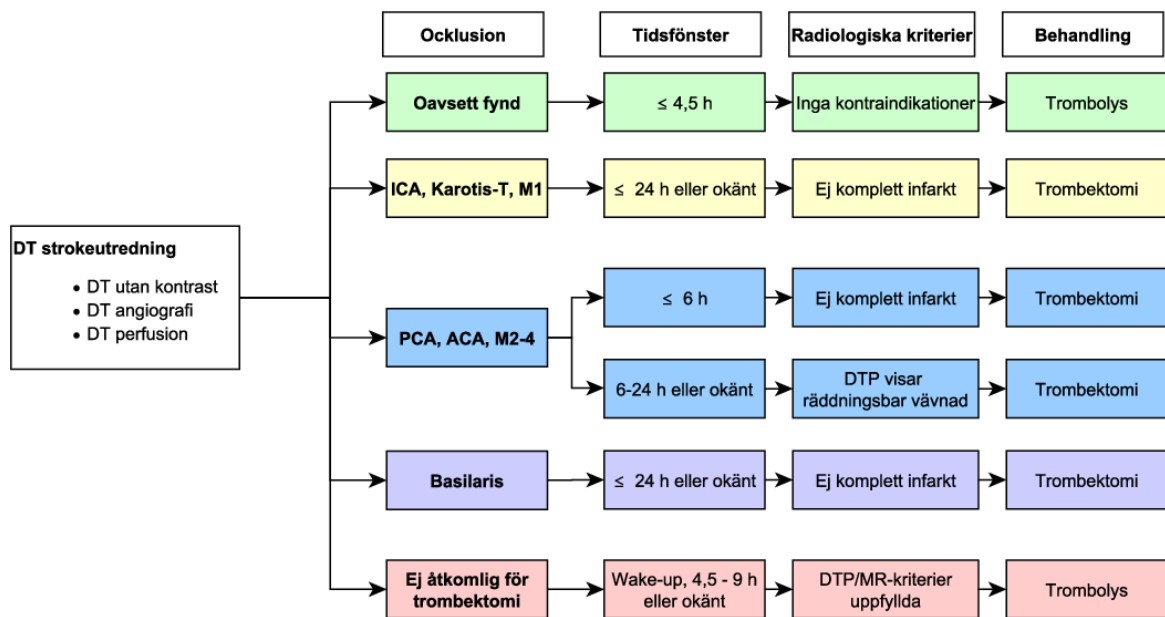 Ocklusion
Tidsfönster
Radiologiska kriterier
Behandling
Oavsett fynd
≤ 4,5 h
Inga kontraindikationer
Trombolys
ICA, Karotis-T, M1
≤ 24 h eller okänt
Ej komplett infarkt
Trombektomi
DT strokeutredning
• DT utan kontrast
• DT angiografi
• DT perfusion
PCA, ACA, M2-4
≤ 6 h
Ej komplett infarkt
Trombektomi
6-24 h eller okänt
DTP visar
räddningsbar vävnad
Trombektomi
Basilaris
≤ 24 h eller okänt
Ej komplett infarkt
Trombektomi
Ej åtkomlig för
trombektomi
Wake-up, 4,5 - 9 h
eller okänt
DTP/MR-kriterier
uppfyllda
Trombolys